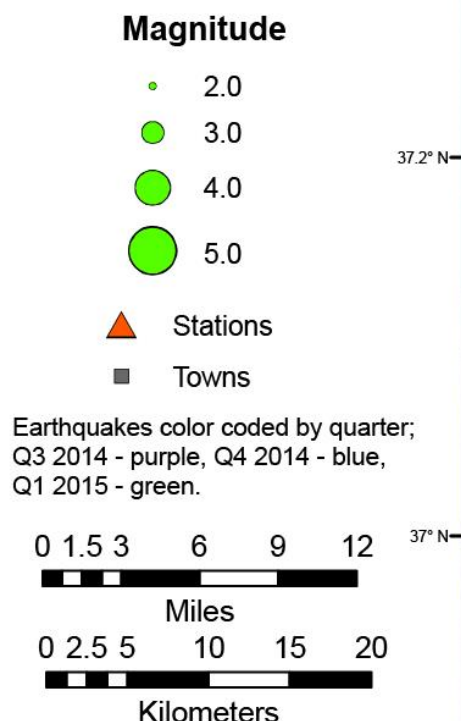 Magnitude
2.0
3.0
37.2° N
4.0
5.0
Stations
Towns
Earthquakes color coded by quarter;
Q3 2014 - purple, Q4 2014 - blue,
Q1 2015 - green.
37° N
0 1.5 3 6 9 12
Miles
0 2.5 5 10 15 20
Kilometers